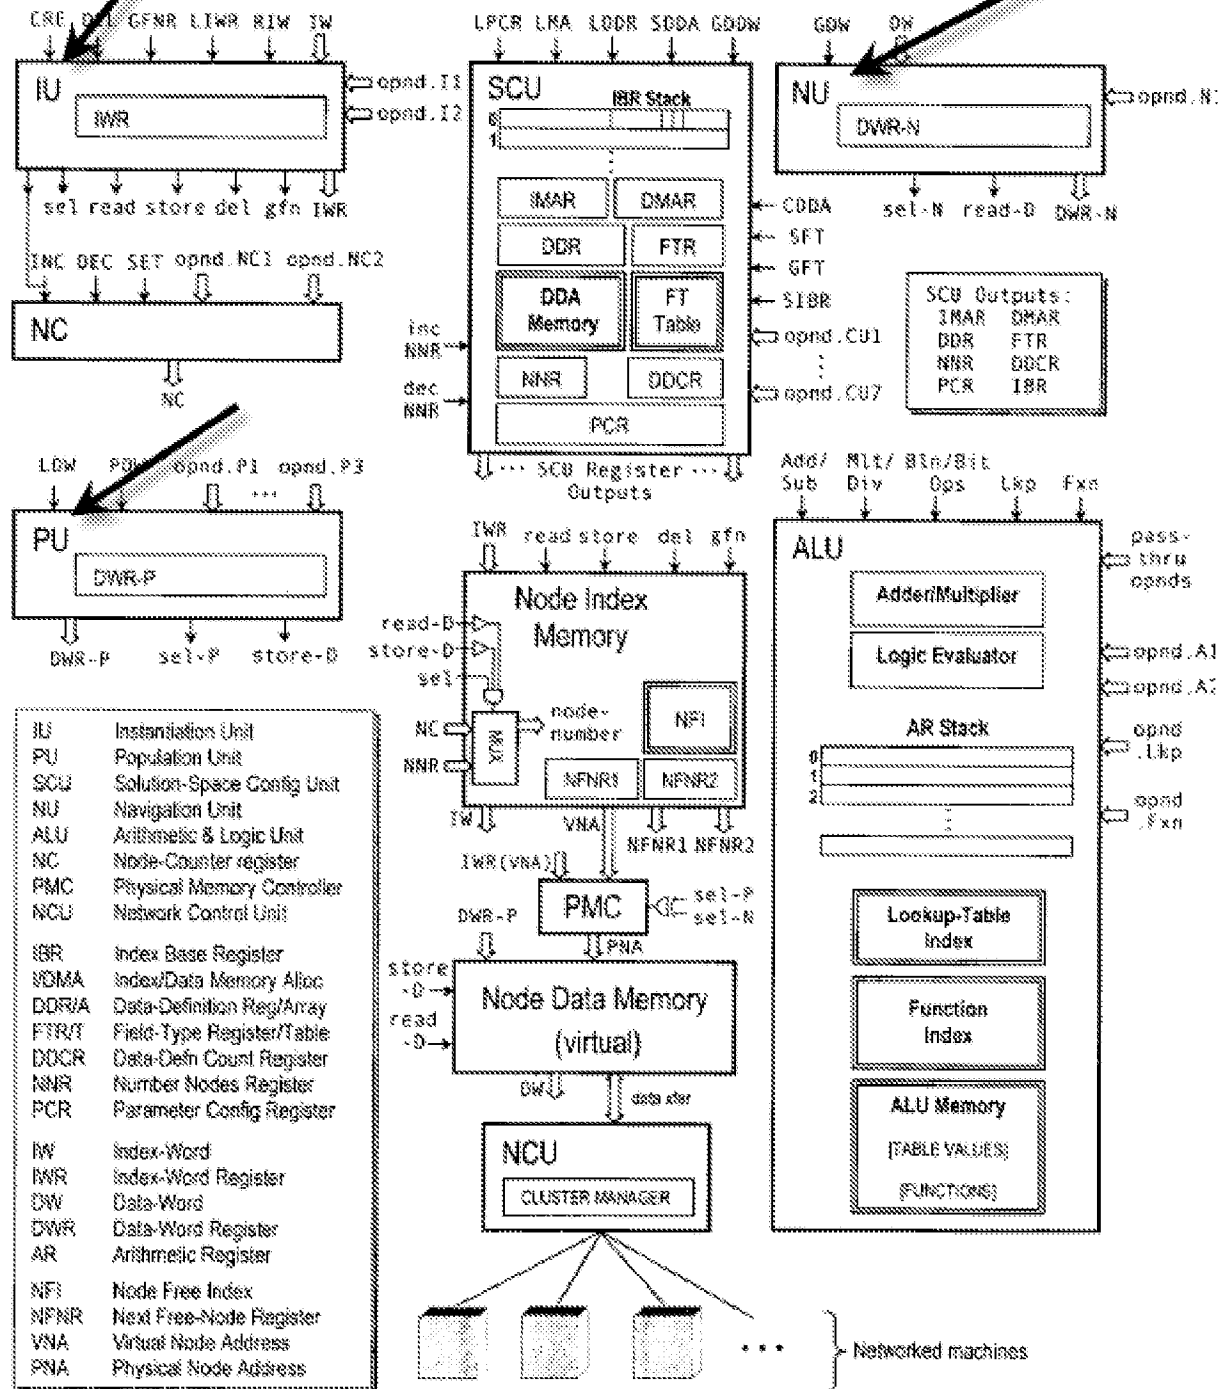 CRE DEL GFNR LIWR RIW IW
IU
IWR
opnd.I1
opnd.I2
sel read store del gfn IWR
INC DEC SET opnd.NC1 opnd.NC2
NC
NC
LDW PDW opnd.P1 ... opnd.P3
PU
DWR-P
DWR-P sel-P store-D
LPCR LMA LDDR SDDA GDDW
SCU
IBR Stack
0
1
IMAR DMAR
DDR FTR
DDA Memory
FT Table
NNR DDCR
PCR
inc NNR
dec NNR
CDDA
SFT
GFT
SIBR
opnd.CU1
opnd.CU7
... SCU Register ...
Outputs
GDW DW
NU
DWR-N
sel-N read-D DWR-N
SCU Outputs:
IMAR DMAR
DDR FTR
NNR DDCR
PCR IBR
IWR read store del gfn
Node Index
Memory
read-D
store-D
sel
NC
NNR
MUX
node-
number
NFI
NFNR1 NFNR2
IW VNA NFNR1 NFNR2
IWR(VNA)
PMC
sel-P
sel-N
DWR-P PNA
store
-D
read
-D
Node Data Memory
(virtual)
DW data xfer
NCU
CLUSTER MANAGER
...
Networked machines
Add/ Mlt/ Bln/Bit
Sub Div Ops Lkp Fxn
ALU
Adder/Multiplier
Logic Evaluator
AR Stack
0
1
2
Lookup-Table
Index
Function
Index
ALU Memory
[TABLE VALUES]
[FUNCTIONS]
pass-
thru
opnds
opnd.A1
opnd
.Lkp
opnd
.Fxn
IU Instantiation Unit
PU Population Unit
SCU Solution-Space Config Unit
NU Navigation Unit
ALU Arithmetic & Logic Unit
NC Node-Counter register
PMC Physical Memory Controller
NCU Network Control Unit
IBR Index Base Register
I/DMA Index/Data Memory Alloc
DDR/A Data-Definition Reg/Array
FTR/T Field-Type Register/Table
DDCR Data-Defn Count Register
NNR Number Nodes Register
PCR Parameter Config Register
IW Index-Word
IWR Index-Word Register
DW Data-Word
DWR Data-Word Register
AR Arithmetic Register
NFI Node Free Index
NFNR Next Free-Node Register
VNA Virtual Node Address
PNA Physical Node Address